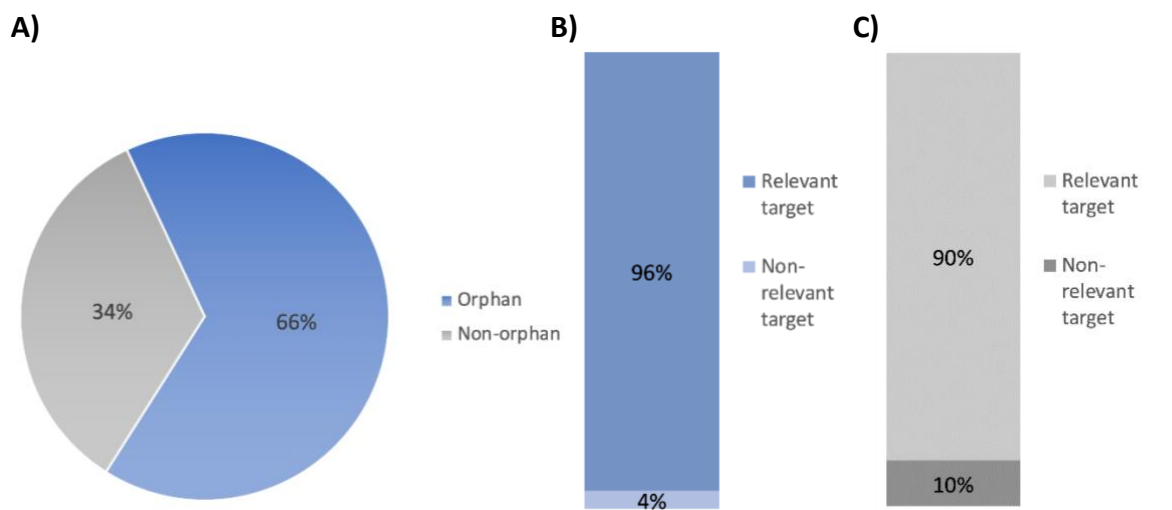 A)
34%
66%
Orphan
Non-orphan
B)
96%
4%
Relevant
target
Non-
relevant
target
C)
90%
10%
Relevant
target
Non-
relevant
target